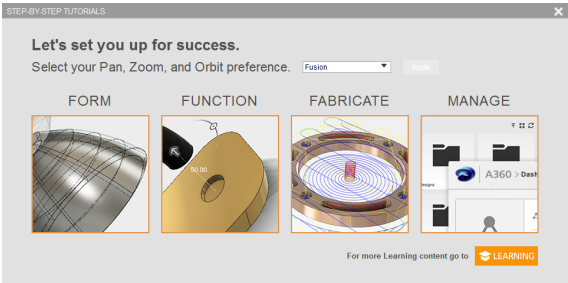 STEP-BY-STEP TUTORIALS
Let's set you up for success.
Select your Pan, Zoom, and Orbit preference. Fusion Apply
FORM FUNCTION FABRICATE MANAGE
50.00
A360 > Dash
esigns
For more Learning content go to LEARNING